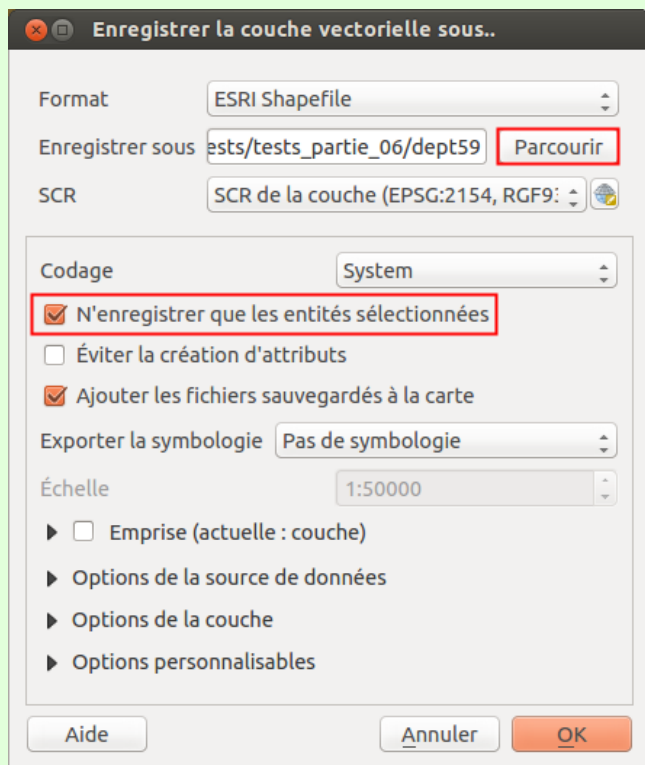 Enregistrer la couche vectorielle sous..
Format ESRI Shapefile
Enregistrer sous ests/tests_partie_06/dept59 Parcourir
SCR SCR de la couche (EPSG:2154, RGF93
Codage System
N'enregistrer que les entités sélectionnées
Éviter la création d'attributs
Ajouter les fichiers sauvegardés à la carte
Exporter la symbologie Pas de symbologie
Échelle 1:50000
Emprise (actuelle : couche)
Options de la source de données
Options de la couche
Options personnalisables
Aide Annuler OK